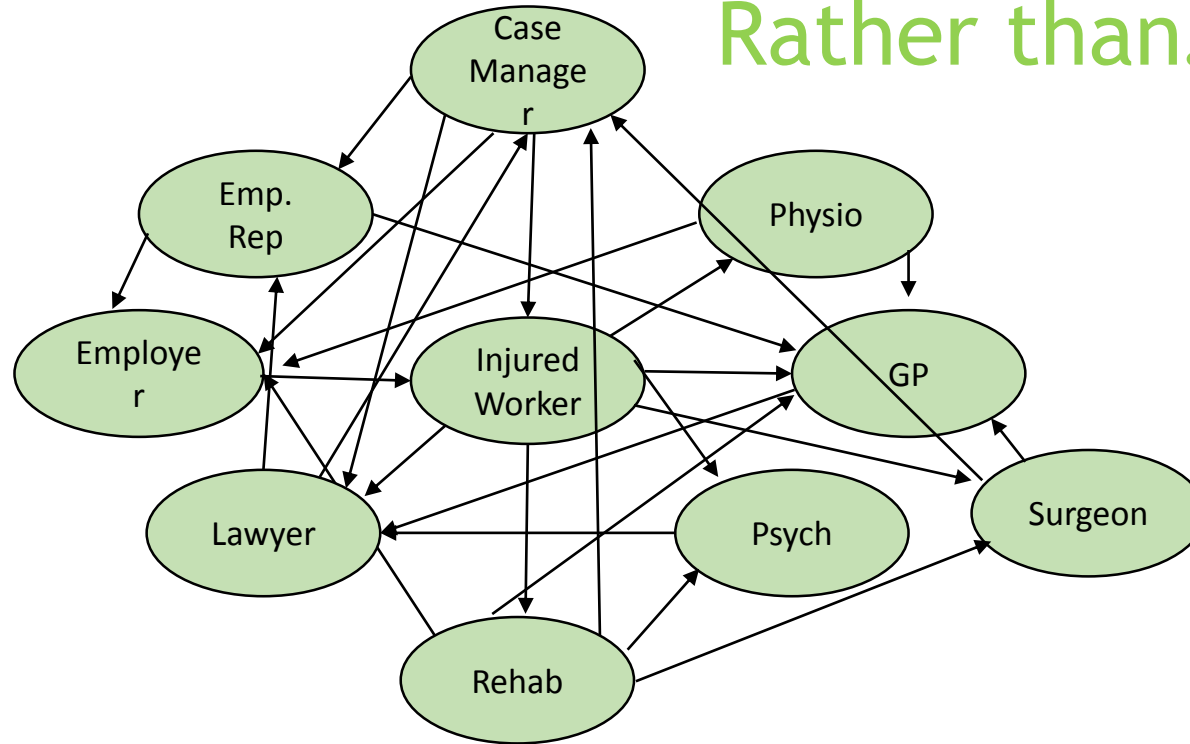 Rather than.
Case
Manage
r
Emp.
Rep
Physio
Employe
r
Injured
Worker
GP
Lawyer
Psych
Surgeon
Rehab